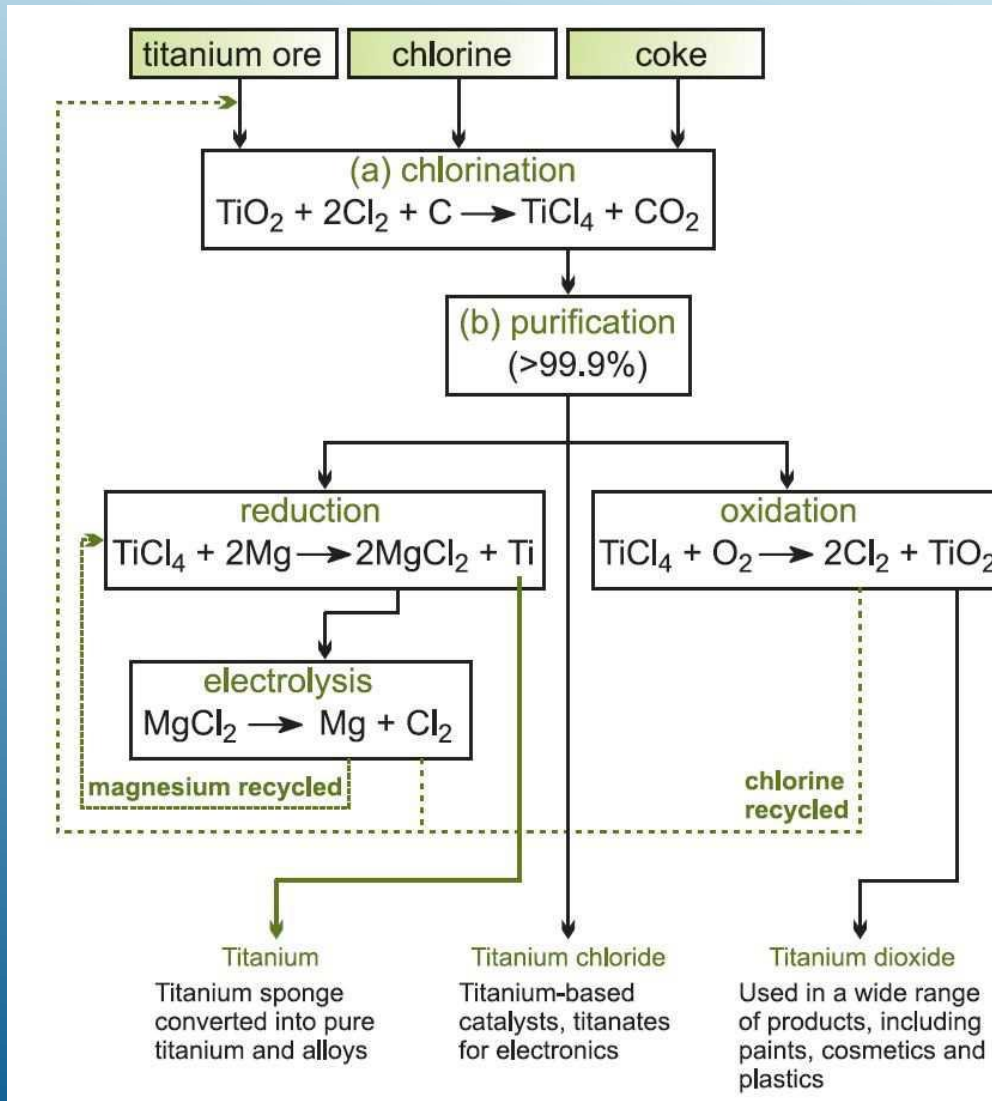 titanium ore
chlorine
coke
(a) chlorination
TiO₂ + 2Cl₂ + C → TiCl₄ + CO₂
(b) purification
(>99.9%)
reduction
TiCl₄ + 2Mg → 2MgCl₂ + Ti
oxidation
TiCl₄ + O₂ → 2Cl₂ + TiO₂
electrolysis
MgCl₂ → Mg + Cl₂
magnesium recycled
chlorine
recycled
Titanium
Titanium sponge
converted into pure
titanium and alloys
Titanium chloride
Titanium-based
catalysts, titanates
for electronics
Titanium dioxide
Used in a wide range
of products, including
paints, cosmetics and
plastics